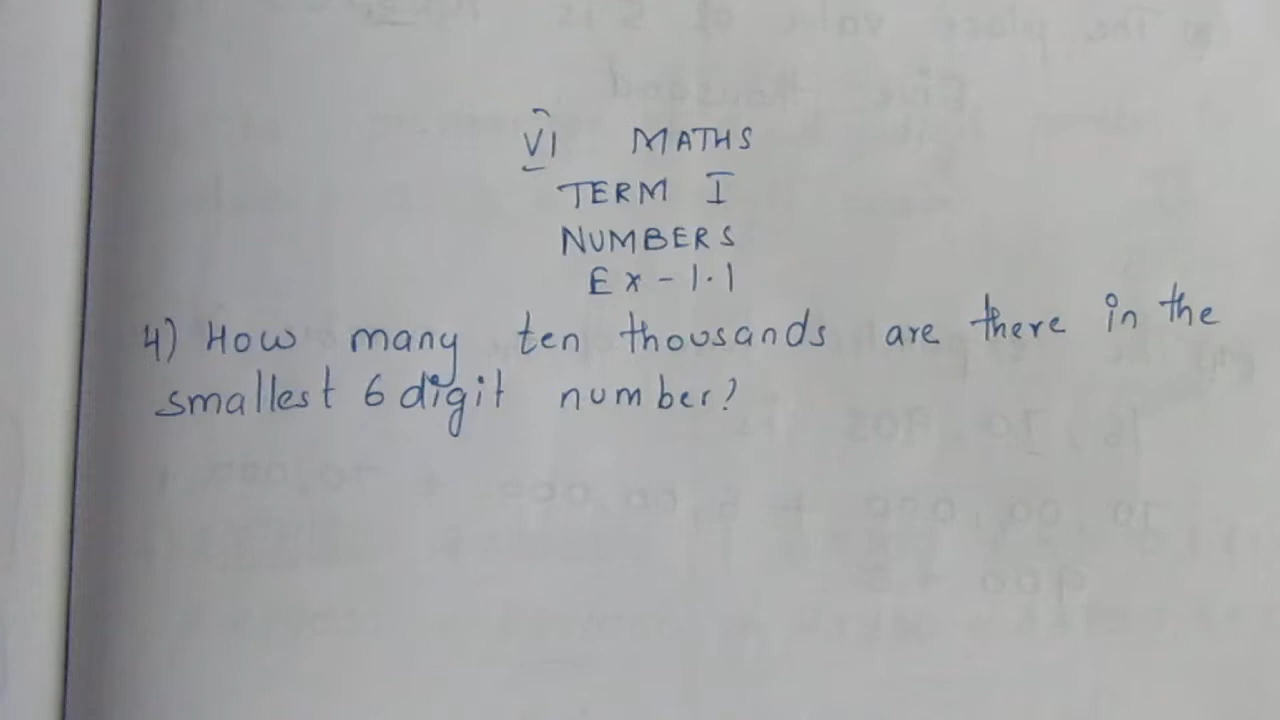 VI MATHS
TERM I
NUMBERS
Ex - 1.1
4) How many ten thousands are there in the
smallest 6 digit number?